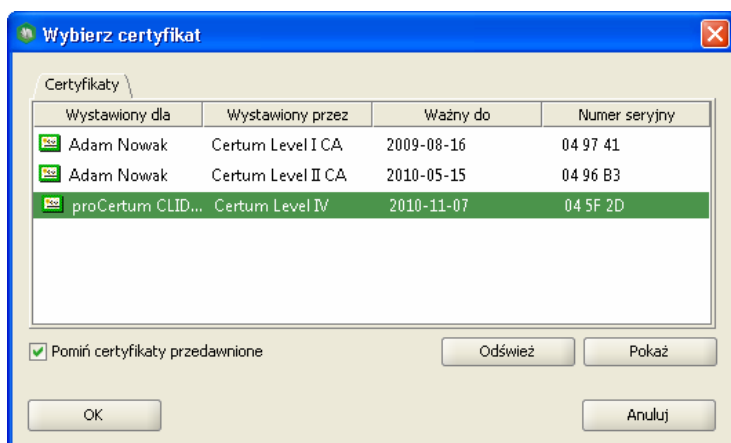 Wybierz certyfikat
Certyfikaty
Wystawiony dla Wystawiony przez Ważny do Numer seryjny
Adam Nowak Certum Level I CA 2009-08-16 04 97 41
Adam Nowak Certum Level II CA 2010-05-15 04 96 B3
proCertum CLID... Certum Level IV 2010-11-07 04 5F 2D
Pomiń certyfikaty przedawnione Odśwież Pokaż
OK Anuluj